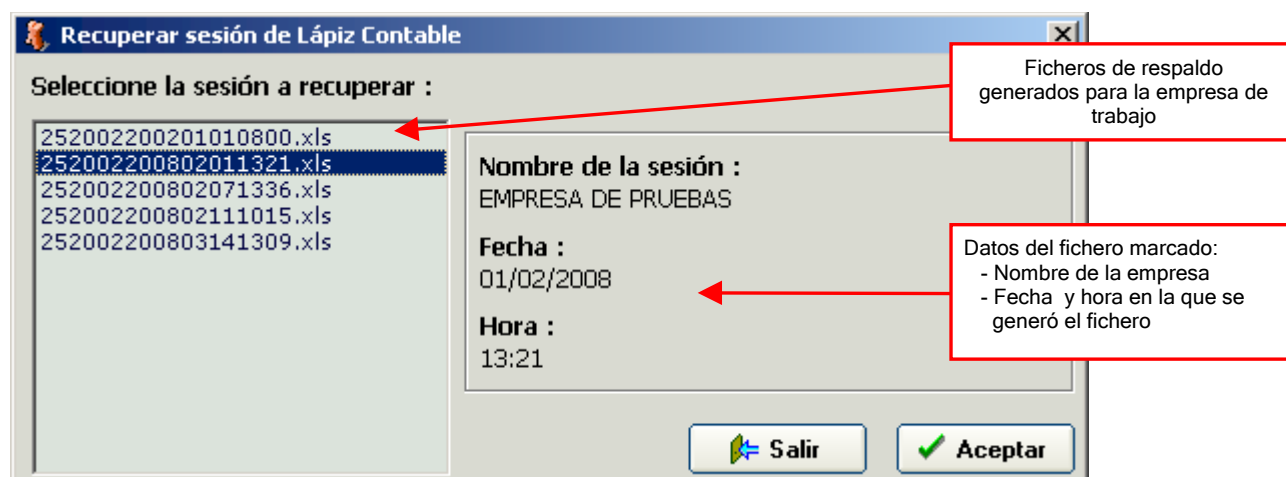 Recuperar sesión de Lápiz Contable
Seleccione la sesión a recuperar :
252002200201010800.xls
252002200802011321.xls
252002200802071336.xls
252002200802111015.xls
252002200803141309.xls
Nombre de la sesión :
EMPRESA DE PRUEBAS
Fecha :
01/02/2008
Hora :
13:21
Salir
Aceptar
Ficheros de respaldo
generados para la empresa de
trabajo
Datos del fichero marcado:
- Nombre de la empresa
- Fecha y hora en la que se
generó el fichero